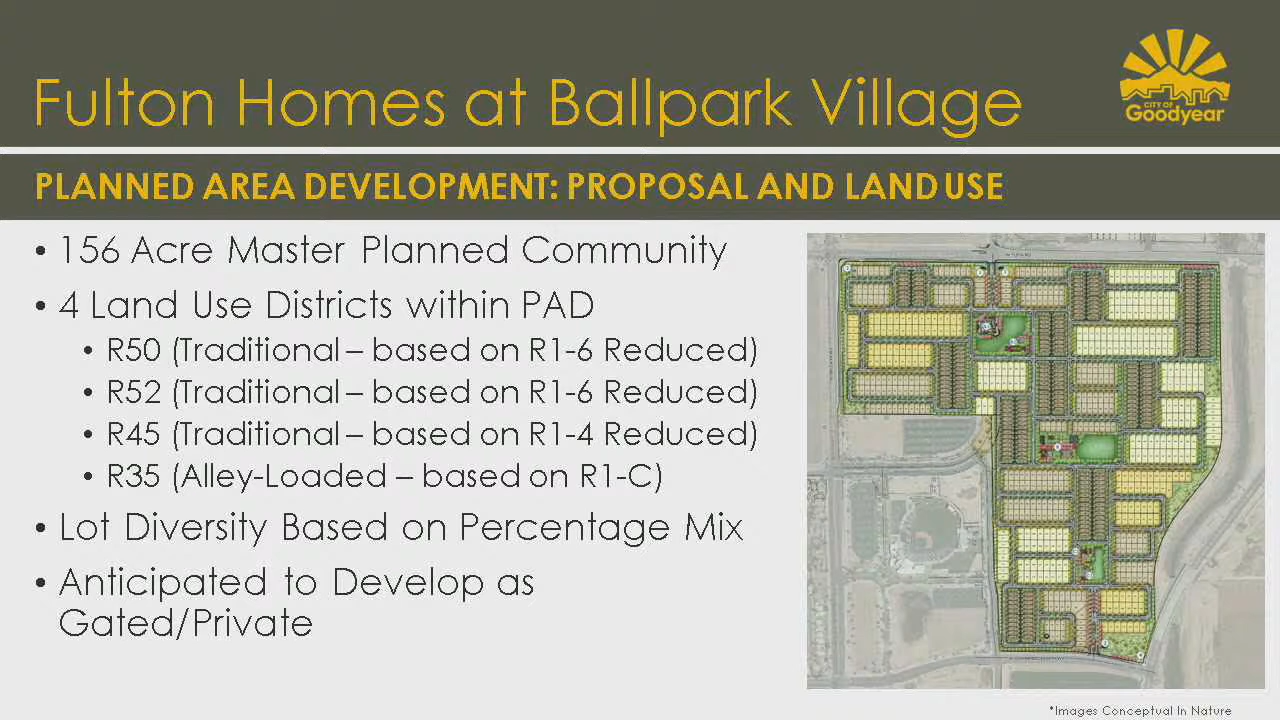 Fulton Homes at Ballpark Village
CITY OF
Goodyear
PLANNED AREA DEVELOPMENT: PROPOSAL AND LAND USE
• 156 Acre Master Planned Community
• 4 Land Use Districts within PAD
• R50 (Traditional – based on R1-6 Reduced)
• R52 (Traditional – based on R1-6 Reduced)
• R45 (Traditional – based on R1-4 Reduced)
• R35 (Alley-Loaded – based on R1-C)
• Lot Diversity Based on Percentage Mix
• Anticipated to Develop as
Gated/Private
*Images Conceptual In Nature